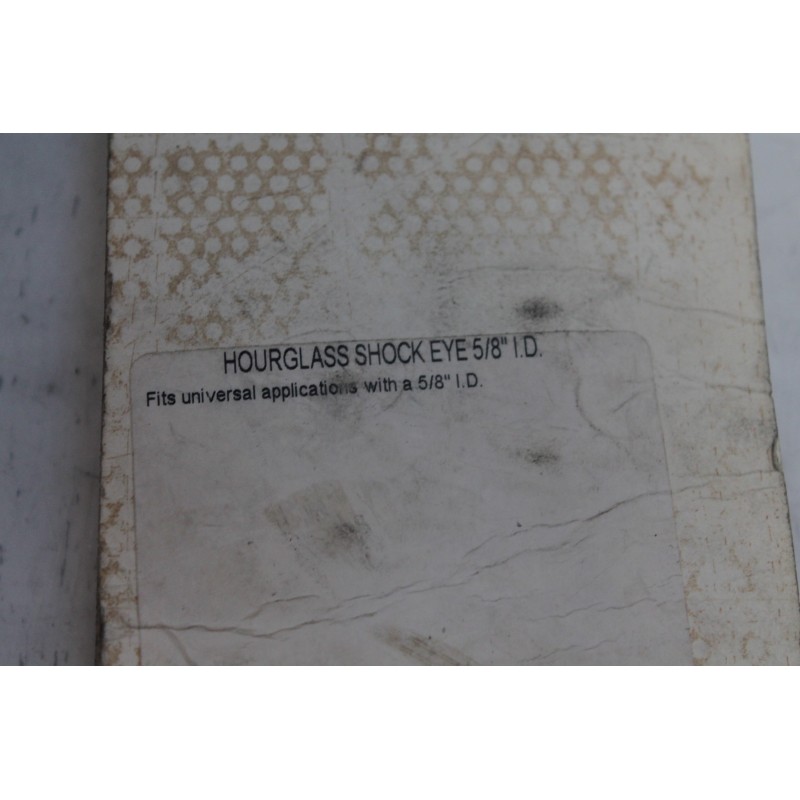 HOURGLASS SHOCK EYE 5/8" I.D.
Fits universal applications with a 5/8" I.D.